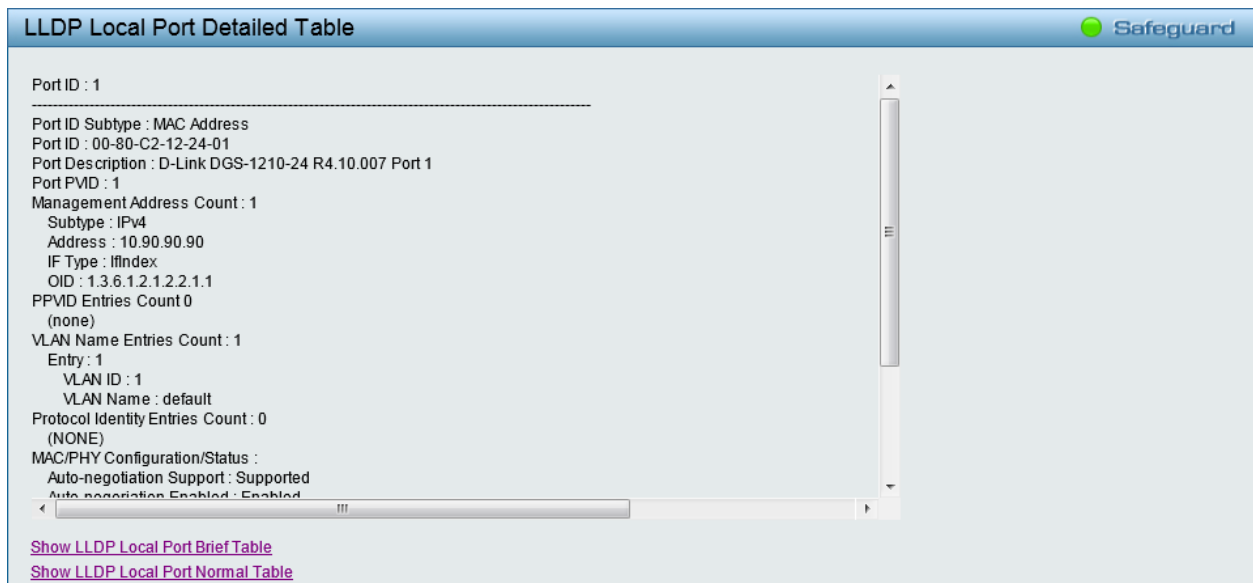 LLDP Local Port Detailed Table
Safeguard
Port ID : 1
--------------------------------------------------------------------------------------------------------------
Port ID Subtype : MAC Address
Port ID : 00-80-C2-12-24-01
Port Description : D-Link DGS-1210-24 R4.10.007 Port 1
Port PVID : 1
Management Address Count : 1
Subtype : IPv4
Address : 10.90.90.90
IF Type : IfIndex
OID : 1.3.6.1.2.1.2.2.1.1
PPVID Entries Count 0
(none)
VLAN Name Entries Count : 1
Entry : 1
VLAN ID : 1
VLAN Name : default
Protocol Identity Entries Count : 0
(NONE)
MAC/PHY Configuration/Status :
Auto-negotiation Support : Supported
Auto-negoriation Enabled : Enabled
Show LLDP Local Port Brief Table
Show LLDP Local Port Normal Table